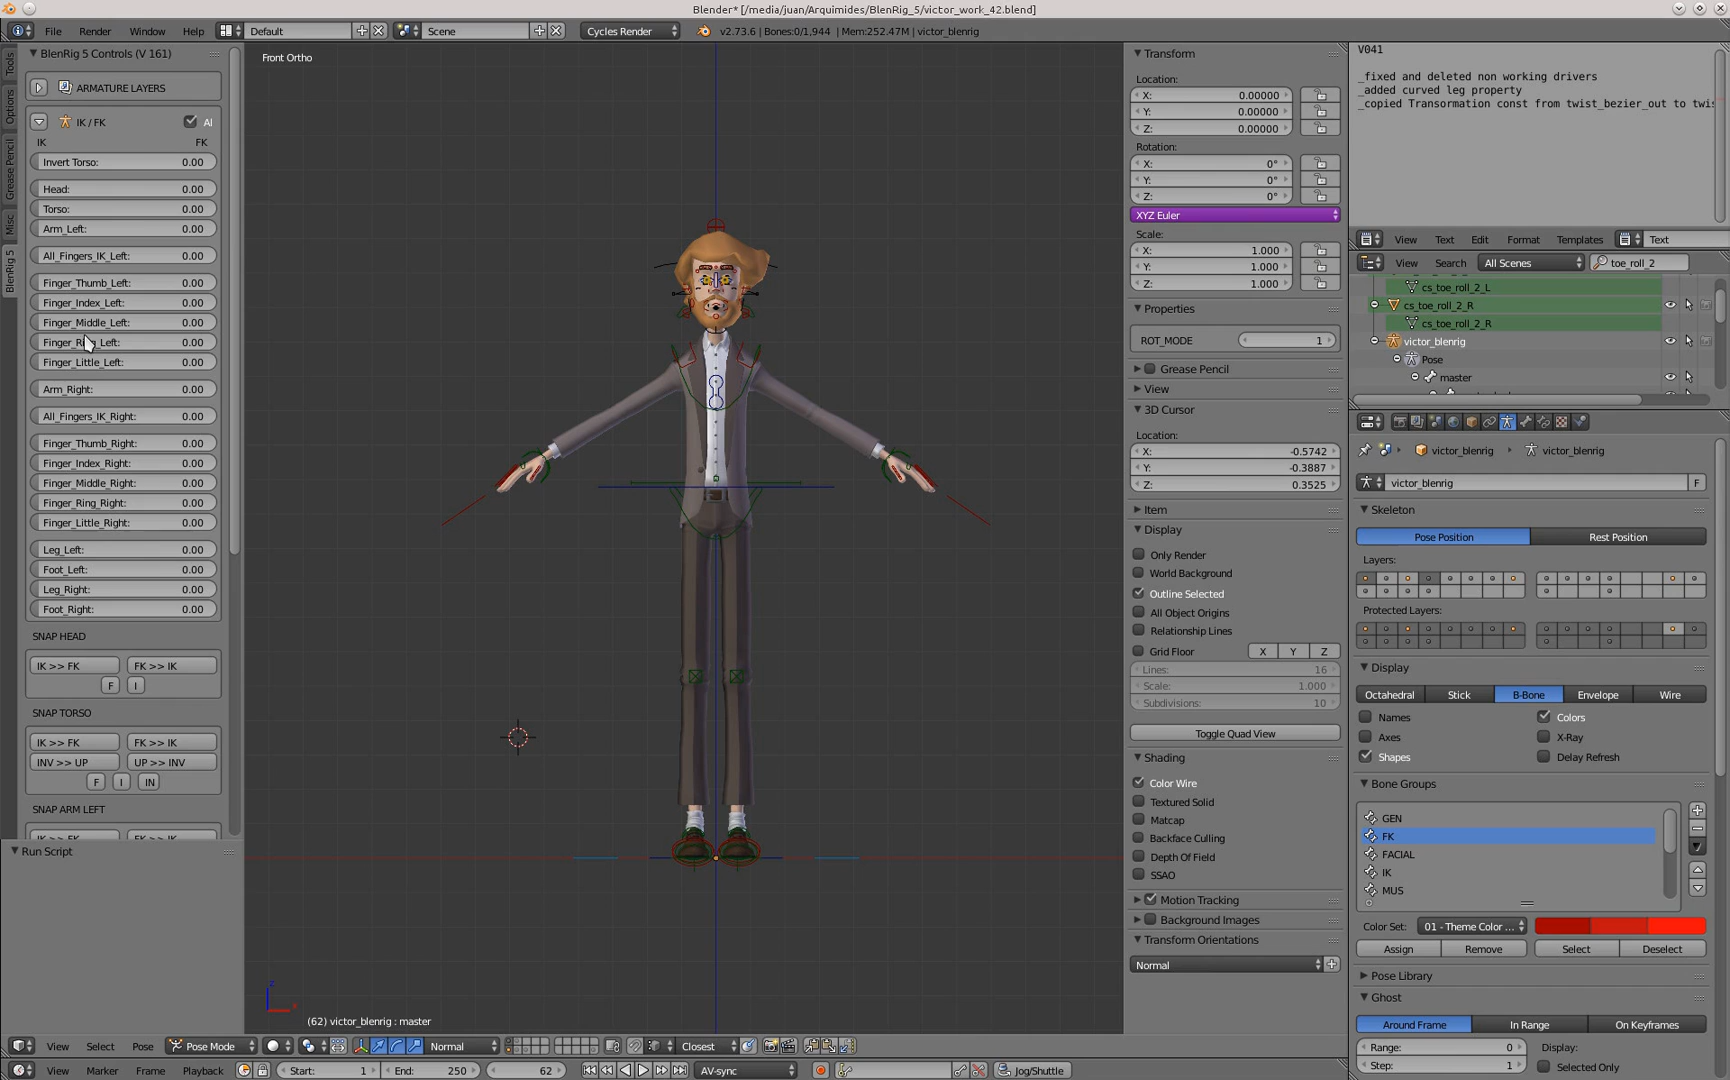 Blender* [/media/juan/Arquimides/BlenRig_5/victor_work_42.blend]
File Render Window Help Default Scene Cycles Render v2.73.6 | Bones:0/1,944 | Mem:252.47M | victor_blenrig
Tools
Options
Grease Pencil
Misc
BlenRig 5
BlenRig 5 Controls (V 161)
ARMATURE LAYERS
IK / FK Al
IK FK
Invert Torso: 0.00
Head: 0.00
Torso: 0.00
Arm_Left: 0.00
All_Fingers_IK_Left: 0.00
Finger_Thumb_Left: 0.00
Finger_Index_Left: 0.00
Finger_Middle_Left: 0.00
Finger_Ring_Left: 0.00
Finger_Little_Left: 0.00
Arm_Right: 0.00
All_Fingers_IK_Right: 0.00
Finger_Thumb_Right: 0.00
Finger_Index_Right: 0.00
Finger_Middle_Right: 0.00
Finger_Ring_Right: 0.00
Finger_Little_Right: 0.00
Leg_Left: 0.00
Foot_Left: 0.00
Leg_Right: 0.00
Foot_Right: 0.00
SNAP HEAD
IK >> FK FK >> IK
F I
SNAP TORSO
IK >> FK FK >> IK
INV >> UP UP >> INV
F I IN
SNAP ARM LEFT
IK >> FK FK >> IK
Run Script
Front Ortho
z
x
(62) victor_blenrig : master
Transform
Location:
X: 0.00000
Y: 0.00000
Z: 0.00000
Rotation:
X: 0°
Y: 0°
Z: 0°
XYZ Euler
Scale:
X: 1.000
Y: 1.000
Z: 1.000
Properties
ROT_MODE 1
Grease Pencil
View
3D Cursor
Location:
X: -0.5742
Y: -0.3887
Z: 0.3525
Item
Display
Only Render
World Background
Outline Selected
All Object Origins
Relationship Lines
Grid Floor X Y Z
Lines: 16
Scale: 1.000
Subdivisions: 10
Toggle Quad View
Shading
Color Wire
Textured Solid
Matcap
Backface Culling
Depth Of Field
SSAO
Motion Tracking
Background Images
Transform Orientations
Normal
V041
_fixed and deleted non working drivers
_added curved leg property
_copied Transormation const from twist_bezier_out to twis
View Text Edit Format Templates Text
View Search All Scenes toe_roll_2
cs_toe_roll_2_L
cs_toe_roll_2_R
cs_toe_roll_2_R
victor_blenrig
Pose
master
victor_blenrig victor_blenrig
victor_blenrig F
Skeleton
Pose Position Rest Position
Layers:
Protected Layers:
Display
Octahedral Stick B-Bone Envelope Wire
Names Colors
Axes X-Ray
Shapes Delay Refresh
Bone Groups
GEN
FK
FACIAL
IK
MUS
Color Set: 01 - Theme Color ...
Assign Remove Select Deselect
Pose Library
Ghost
Around Frame In Range On Keyframes
Range: 0 Display:
Step: 1 Selected Only
View Select Pose Pose Mode Normal Closest
View Marker Frame Playback Start: 1 End: 250 62 AV-sync Jog/Shuttle